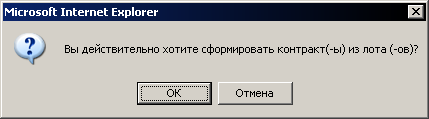 Microsoft Internet Explorer
Вы действительно хотите сформировать контракт(-ы) из лота (-ов)?
OK
Отмена